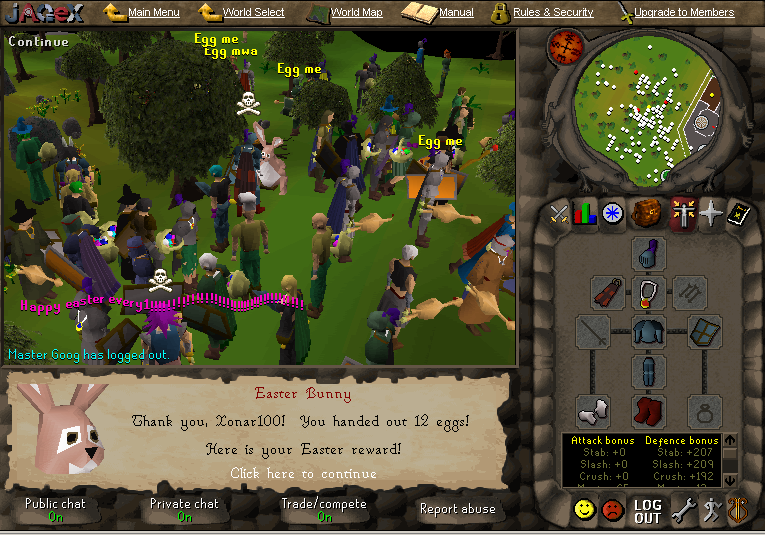 JAGEX
Main Menu
World Select
World Map
Manual
Rules & Security
Upgrade to Members
Continue
Egg me
Egg mwa
Egg me
Egg me
Master Goog has logged out.
Easter Bunny
Thank you, Xonar100! You handed out 12 eggs!
Here is your Easter reward!
Click here to continue
Attack bonus
Defence bonus
Stab: +0
Stab: +207
Slash: +0
Slash: +209
Crush: +0
Crush: +192
Public chat
On
Private chat
On
Trade/compete
On
Report abuse
LOG
OUT